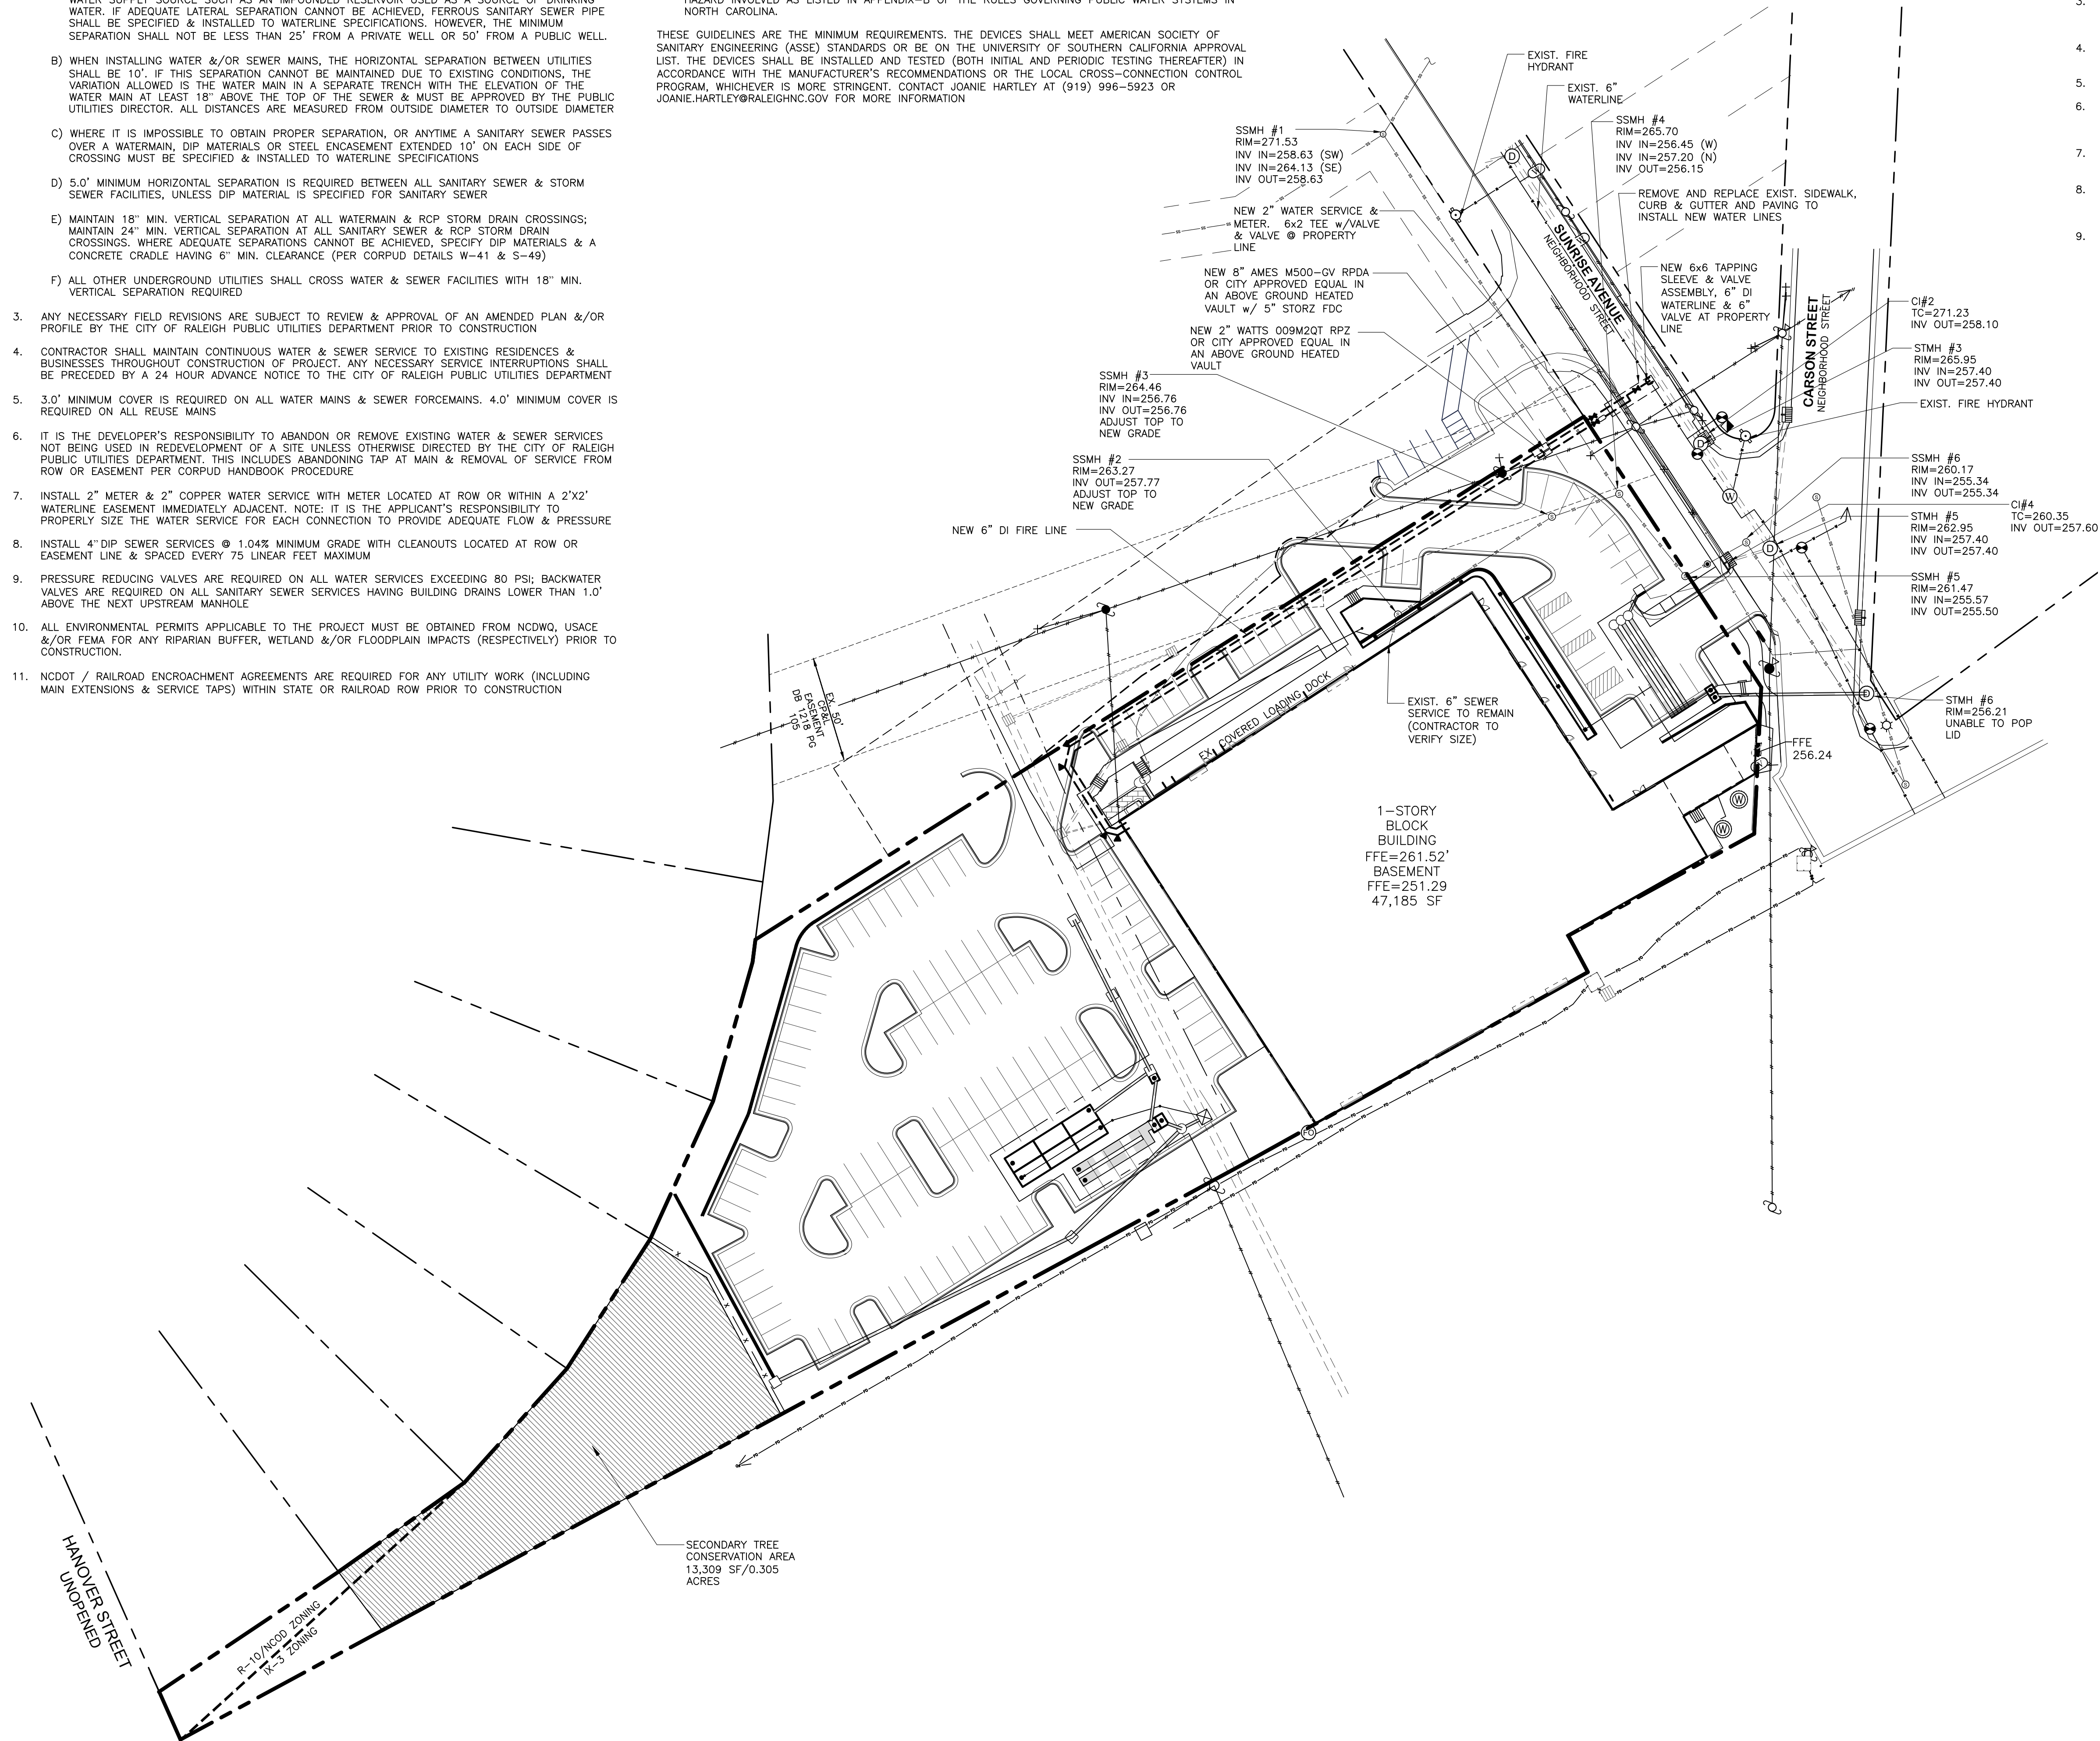 WATER SUPPLY SOURCE SUCH AS AN IMPOUNDED RESERVOIR USED AS A SOURCE OF DRINKING
WATER. IF ADEQUATE LATERAL SEPARATION CANNOT BE ACHIEVED, FERROUS SANITARY SEWER PIPE
SHALL BE SPECIFIED & INSTALLED TO WATERLINE SPECIFICATIONS. HOWEVER, THE MINIMUM
SEPARATION SHALL NOT BE LESS THAN 25' FROM A PRIVATE WELL OR 50' FROM A PUBLIC WELL.
B) WHEN INSTALLING WATER &/OR SEWER MAINS, THE HORIZONTAL SEPARATION BETWEEN UTILITIES
SHALL BE 10'. IF THIS SEPARATION CANNOT BE MAINTAINED DUE TO EXISTING CONDITIONS, THE
VARIATION ALLOWED IS THE WATER MAIN IN A SEPARATE TRENCH WITH THE ELEVATION OF THE
WATER MAIN AT LEAST 18" ABOVE THE TOP OF THE SEWER & MUST BE APPROVED BY THE PUBLIC
UTILITIES DIRECTOR. ALL DISTANCES ARE MEASURED FROM OUTSIDE DIAMETER TO OUTSIDE DIAMETER
C) WHERE IT IS IMPOSSIBLE TO OBTAIN PROPER SEPARATION, OR ANYTIME A SANITARY SEWER PASSES
OVER A WATERMAIN, DIP MATERIALS OR STEEL ENCASEMENT EXTENDED 10' ON EACH SIDE OF
CROSSING MUST BE SPECIFIED & INSTALLED TO WATERLINE SPECIFICATIONS
D) 5.0' MINIMUM HORIZONTAL SEPARATION IS REQUIRED BETWEEN ALL SANITARY SEWER & STORM
SEWER FACILITIES, UNLESS DIP MATERIAL IS SPECIFIED FOR SANITARY SEWER
E) MAINTAIN 18" MIN. VERTICAL SEPARATION AT ALL WATERMAIN & RCP STORM DRAIN CROSSINGS;
MAINTAIN 24" MIN. VERTICAL SEPARATION AT ALL SANITARY SEWER & RCP STORM DRAIN
CROSSINGS. WHERE ADEQUATE SEPARATIONS CANNOT BE ACHIEVED, SPECIFY DIP MATERIALS & A
CONCRETE CRADLE HAVING 6" MIN. CLEARANCE (PER CORPUD DETAILS W-41 & S-49)
F) ALL OTHER UNDERGROUND UTILITIES SHALL CROSS WATER & SEWER FACILITIES WITH 18" MIN.
VERTICAL SEPARATION REQUIRED
3. ANY NECESSARY FIELD REVISIONS ARE SUBJECT TO REVIEW & APPROVAL OF AN AMENDED PLAN &/OR
PROFILE BY THE CITY OF RALEIGH PUBLIC UTILITIES DEPARTMENT PRIOR TO CONSTRUCTION
4. CONTRACTOR SHALL MAINTAIN CONTINUOUS WATER & SEWER SERVICE TO EXISTING RESIDENCES &
BUSINESSES THROUGHOUT CONSTRUCTION OF PROJECT. ANY NECESSARY SERVICE INTERRUPTIONS SHALL
BE PRECEDED BY A 24 HOUR ADVANCE NOTICE TO THE CITY OF RALEIGH PUBLIC UTILITIES DEPARTMENT
5. 3.0' MINIMUM COVER IS REQUIRED ON ALL WATER MAINS & SEWER FORCEMAINS. 4.0' MINIMUM COVER IS
REQUIRED ON ALL REUSE MAINS
6. IT IS THE DEVELOPER'S RESPONSIBILITY TO ABANDON OR REMOVE EXISTING WATER & SEWER SERVICES
NOT BEING USED IN REDEVELOPMENT OF A SITE UNLESS OTHERWISE DIRECTED BY THE CITY OF RALEIGH
PUBLIC UTILITIES DEPARTMENT. THIS INCLUDES ABANDONING TAP AT MAIN & REMOVAL OF SERVICE FROM
ROW OR EASEMENT PER CORPUD HANDBOOK PROCEDURE
7. INSTALL 2" METER & 2" COPPER WATER SERVICE WITH METER LOCATED AT ROW OR WITHIN A 2'X2'
WATERLINE EASEMENT IMMEDIATELY ADJACENT. NOTE: IT IS THE APPLICANT'S RESPONSIBILITY TO
PROPERLY SIZE THE WATER SERVICE FOR EACH CONNECTION TO PROVIDE ADEQUATE FLOW & PRESSURE
8. INSTALL 4" DIP SEWER SERVICES @ 1.04% MINIMUM GRADE WITH CLEANOUTS LOCATED AT ROW OR
EASEMENT LINE & SPACED EVERY 75 LINEAR FEET MAXIMUM
9. PRESSURE REDUCING VALVES ARE REQUIRED ON ALL WATER SERVICES EXCEEDING 80 PSI; BACKWATER
VALVES ARE REQUIRED ON ALL SANITARY SEWER SERVICES HAVING BUILDING DRAINS LOWER THAN 1.0'
ABOVE THE NEXT UPSTREAM MANHOLE
10. ALL ENVIRONMENTAL PERMITS APPLICABLE TO THE PROJECT MUST BE OBTAINED FROM NCDWQ, USACE
&/OR FEMA FOR ANY RIPARIAN BUFFER, WETLAND &/OR FLOODPLAIN IMPACTS (RESPECTIVELY) PRIOR TO
CONSTRUCTION.
11. NCDOT / RAILROAD ENCROACHMENT AGREEMENTS ARE REQUIRED FOR ANY UTILITY WORK (INCLUDING
MAIN EXTENSIONS & SERVICE TAPS) WITHIN STATE OR RAILROAD ROW PRIOR TO CONSTRUCTION
HAZARD INVOLVED AS LISTED IN APPENDIX-B OF THE RULES GOVERNING PUBLIC WATER SYSTEMS IN
NORTH CAROLINA.
THESE GUIDELINES ARE THE MINIMUM REQUIREMENTS. THE DEVICES SHALL MEET AMERICAN SOCIETY OF
SANITARY ENGINEERING (ASSE) STANDARDS OR BE ON THE UNIVERSITY OF SOUTHERN CALIFORNIA APPROVAL
LIST. THE DEVICES SHALL BE INSTALLED AND TESTED (BOTH INITIAL AND PERIODIC TESTING THEREAFTER) IN
ACCORDANCE WITH THE MANUFACTURER'S RECOMMENDATIONS OR THE LOCAL CROSS-CONNECTION CONTROL
PROGRAM, WHICHEVER IS MORE STRINGENT. CONTACT JOANIE HARTLEY AT (919) 996-5923 OR
JOANIE.HARTLEY@RALEIGHNC.GOV FOR MORE INFORMATION
3.
4.
5.
6.
7.
8.
9.
EXIST. FIRE
HYDRANT
EXIST. 6"
WATERLINE
SSMH #1
RIM=271.53
INV IN=258.63 (SW)
INV IN=264.13 (SE)
INV OUT=258.63
SSMH #4
RIM=265.70
INV IN=256.45 (W)
INV IN=257.20 (N)
INV OUT=256.15
REMOVE AND REPLACE EXIST. SIDEWALK,
CURB & GUTTER AND PAVING TO
INSTALL NEW WATER LINES
NEW 2" WATER SERVICE &
METER. 6x2 TEE w/VALVE
& VALVE @ PROPERTY
LINE
SUNRISE AVENUE
NEIGHBORHOOD STREET
NEW 8" AMES M500-GV RPDA
OR CITY APPROVED EQUAL IN
AN ABOVE GROUND HEATED
VAULT w/ 5" STORZ FDC
NEW 6x6 TAPPING
SLEEVE & VALVE
ASSEMBLY, 6" DI
WATERLINE & 6"
VALVE AT PROPERTY
LINE
CARSON STREET
NEIGHBORHOOD STREET
CI#2
TC=271.23
INV OUT=258.10
NEW 2" WATTS 009M2QT RPZ
OR CITY APPROVED EQUAL IN
AN ABOVE GROUND HEATED
VAULT
STMH #3
RIM=265.95
INV IN=257.40
INV OUT=257.40
SSMH #3
RIM=264.46
INV IN=256.76
INV OUT=256.76
ADJUST TOP TO
NEW GRADE
EXIST. FIRE HYDRANT
SSMH #2
RIM=263.27
INV OUT=257.77
ADJUST TOP TO
NEW GRADE
SSMH #6
RIM=260.17
INV IN=255.34
INV OUT=255.34
CI#4
TC=260.35
INV OUT=257.60
STMH #5
RIM=262.95
INV IN=257.40
INV OUT=257.40
NEW 6" DI FIRE LINE
SSMH #5
RIM=261.47
INV IN=255.57
INV OUT=255.50
EX. 50'
CP&L
EASEMENT
DB 1218 PG
105
EX. COVERED LOADING DOCK
EXIST. 6" SEWER
SERVICE TO REMAIN
(CONTRACTOR TO
VERIFY SIZE)
STMH #6
RIM=256.21
UNABLE TO POP
LID
FFE
256.24
1-STORY
BLOCK
BUILDING
FFE=261.52'
BASEMENT
FFE=251.29
47,185 SF
D
W
D
W
D
D
W
W
FO
SECONDARY TREE
CONSERVATION AREA
13,309 SF/0.305
ACRES
HANOVER STREET
UNOPENED
R-10/NCOD ZONING
IX-3 ZONING